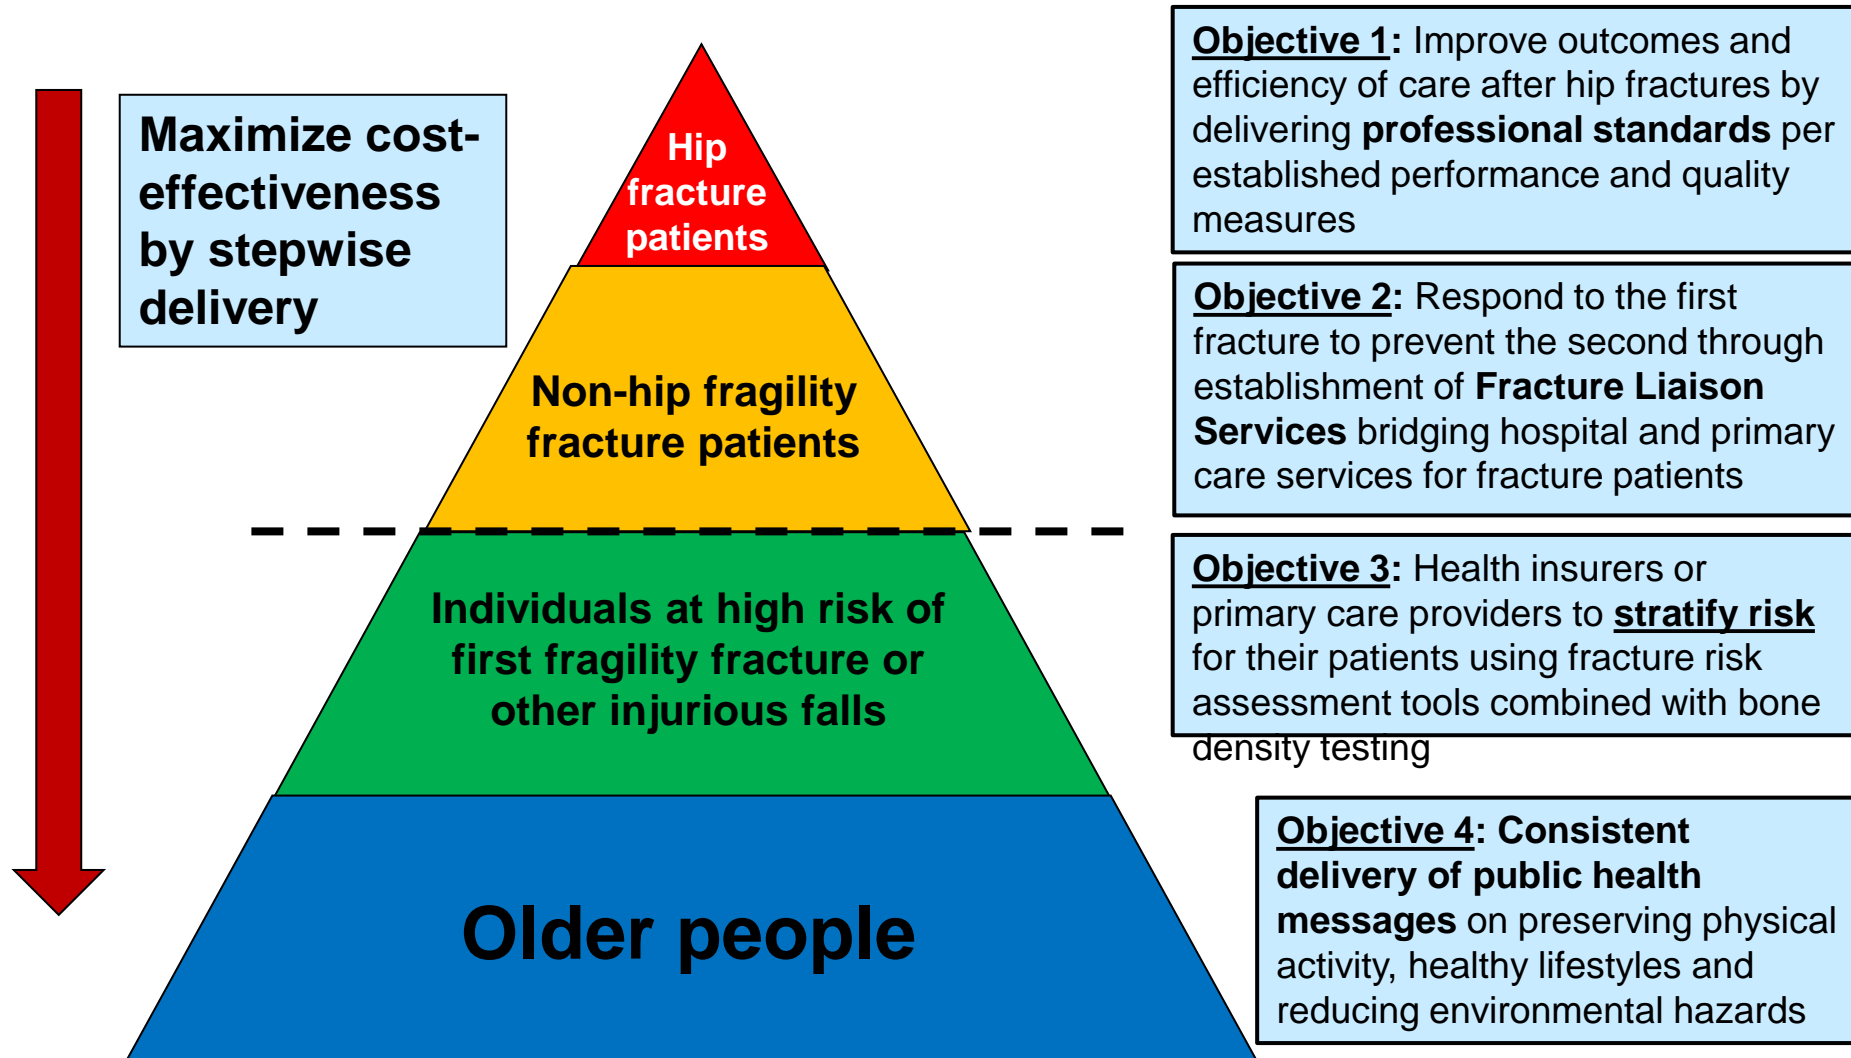 Maximize cost-
effectiveness
by stepwise
delivery
Hip
fracture
patients
Non-hip fragility
fracture patients
Individuals at high risk of
first fragility fracture or
other injurious falls
Older people
Objective 1: Improve outcomes and
efficiency of care after hip fractures by
delivering professional standards per
established performance and quality
measures
Objective 2: Respond to the first
fracture to prevent the second through
establishment of Fracture Liaison
Services bridging hospital and primary
care services for fracture patients
Objective 3: Health insurers or
primary care providers to stratify risk
for their patients using fracture risk
assessment tools combined with bone
density testing
Objective 4: Consistent
delivery of public health
messages on preserving physical
activity, healthy lifestyles and
reducing environmental hazards